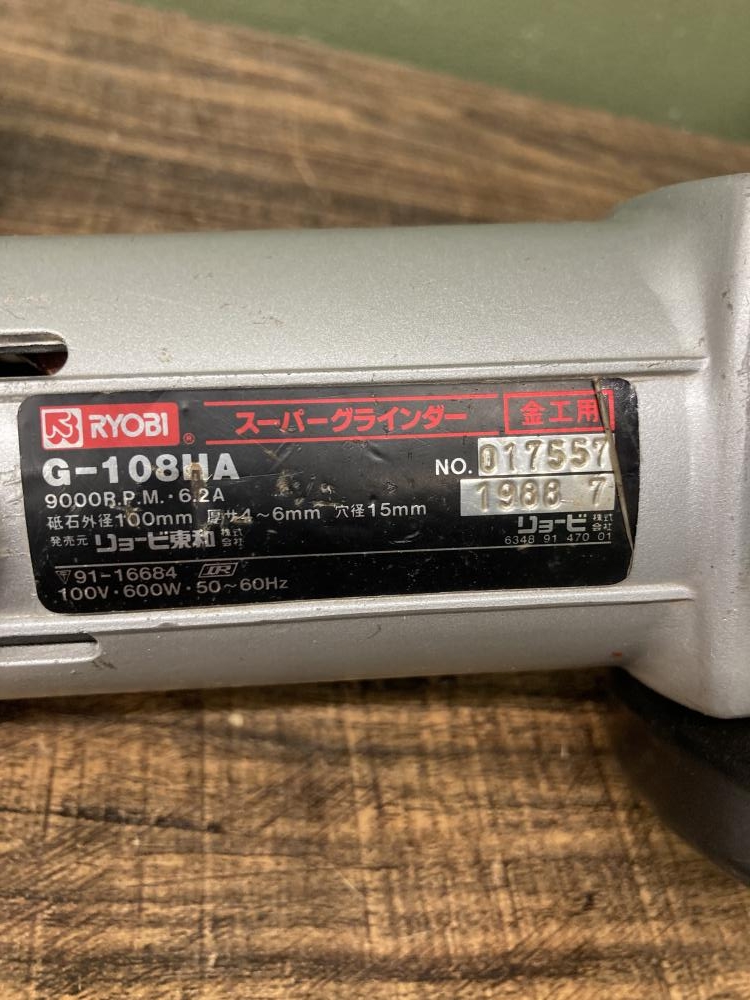 RYOBI® スーパーグラインダー 金工用
G-108HA NO. 017557
9000R.P.M.・6.2A 1986 7
砥石外径100mm 厚サ4～6mm 穴径15mm
発売元 リョービ東和株式会社 リョービ株式会社
6348 91 470 01
91-16684
100V・600W・50～60Hz